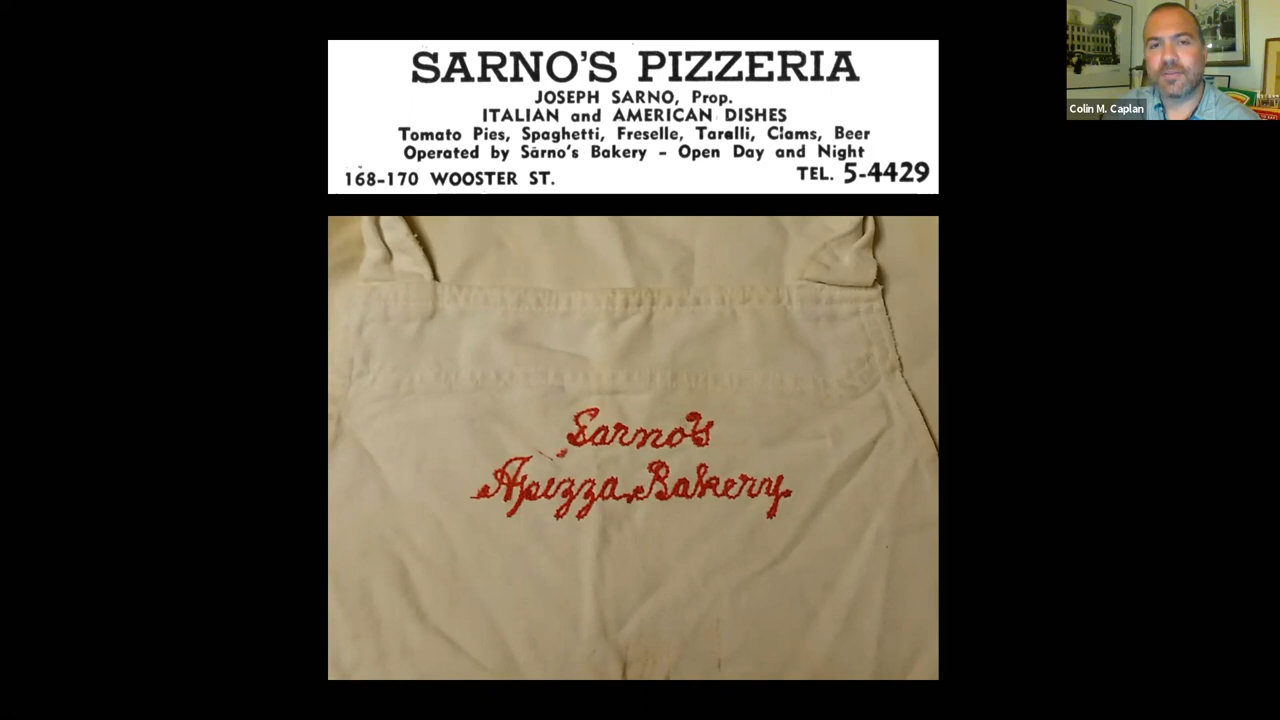 SARNO'S PIZZERIA
JOSEPH SARNO, Prop.
ITALIAN and AMERICAN DISHES
Tomato Pies, Spaghetti, Freselle, Taralli, Clams, Beer
Operated by Sarno's Bakery - Open Day and Night
168-170 WOOSTER ST. TEL. 5-4429
Colin M. Caplan
Sarno's
Apizza Bakery